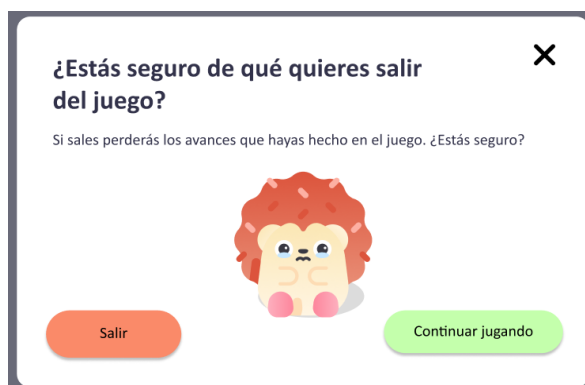 ¿Estás seguro de qué quieres salir
del juego?
Si sales perderás los avances que hayas hecho en el juego. ¿Estás seguro?
Salir
Continuar jugando